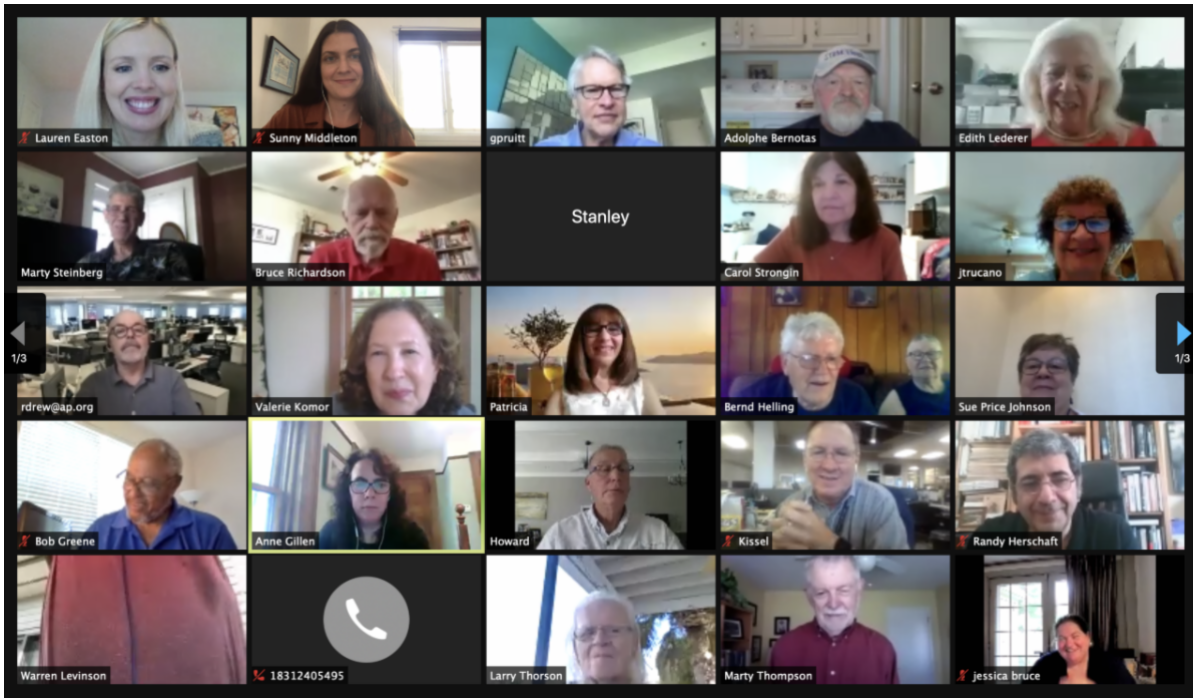 Lauren Easton
Sunny Middleton
gpruitt
Adolphe Bernotas
Edith Lederer
Marty Steinberg
Bruce Richardson
Stanley
Carol Strongin
jtrucano
1/3
rdrew@ap.org
Valerie Komor
Patricia
Bernd Helling
Sue Price Johnson
1/3
Bob Greene
Anne Gillen
Howard
Kissel
Randy Herschaft
Warren Levinson
18312405495
Larry Thorson
Marty Thompson
jessica bruce